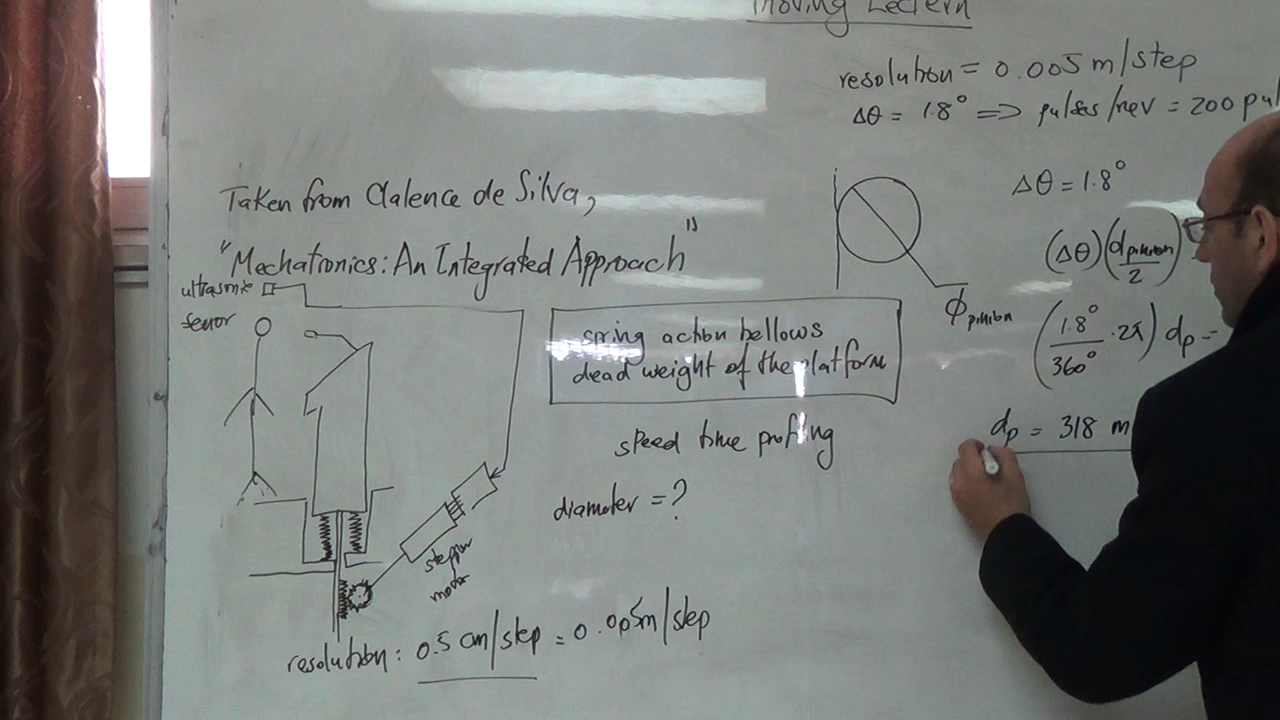 Moving Lectern
resolution = 0.005 m/step
Δθ = 1.8° => pulses/rev = 200 pul
Taken from Clalence de Silva,
"Mechatronics: An Integrated Approach"
Δθ = 1.8°
(Δθ)(dpinion/2)
ultrasonic
sensor
Φpinion
(1.8°/360° · 2π) dp =
spring action bellows
dead weight of the platform
dp = 318 m
speed time profing
diameter = ?
stepper
motor
resolution: 0.5 cm/step = 0.005m/step